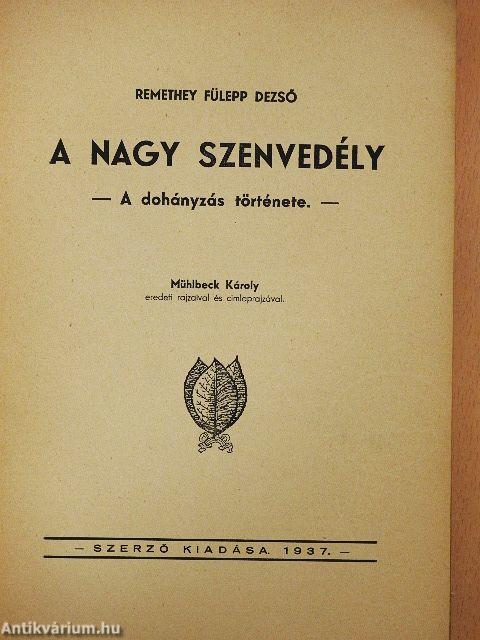 REMETHEY FÜLEPP DEZSŐ
A NAGY SZENVEDÉLY
— A dohányzás története. —
Mühlbeck Károly
eredeti rajzaival és címlaprajzával.
— SZERZŐ KIADÁSA. 1937. —
Antikvárium.hu